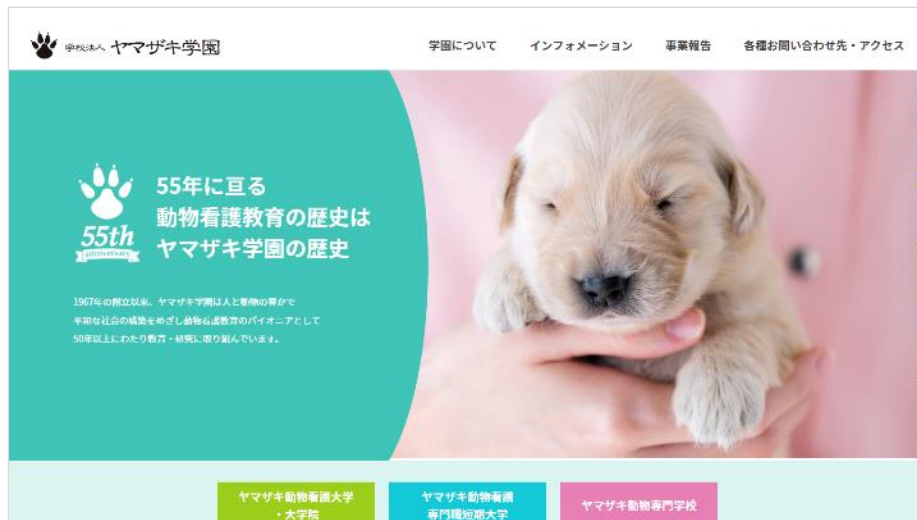 学校法人 ヤマザキ学園
学園について インフォメーション 事業報告 各種お問い合わせ先・アクセス
55年に亘る
動物看護教育の歴史は
ヤマザキ学園の歴史
55th
anniversary
1967年の創立以来、ヤマザキ学園は人と動物の豊かで
平和な社会の構築をめざし動物看護教育のパイオニアとして
50年以上にわたり教育・研究に取り組んでいます。
ヤマザキ動物看護大学
・大学院
ヤマザキ動物看護
専門職短期大学
ヤマザキ動物専門学校